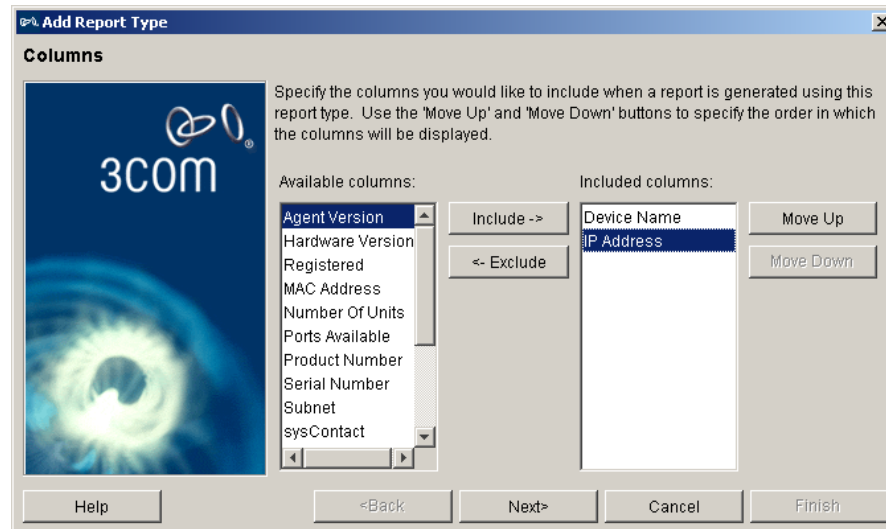 Add Report Type
Columns
Specify the columns you would like to include when a report is generated using this
report type. Use the 'Move Up' and 'Move Down' buttons to specify the order in which
the columns will be displayed.
3COM
®
Available columns:
Included columns:
Agent Version
Hardware Version
Registered
MAC Address
Number Of Units
Ports Available
Product Number
Serial Number
Subnet
sysContact
Include ->
<- Exclude
Device Name
IP Address
Move Up
Move Down
Help
<Back
Next>
Cancel
Finish